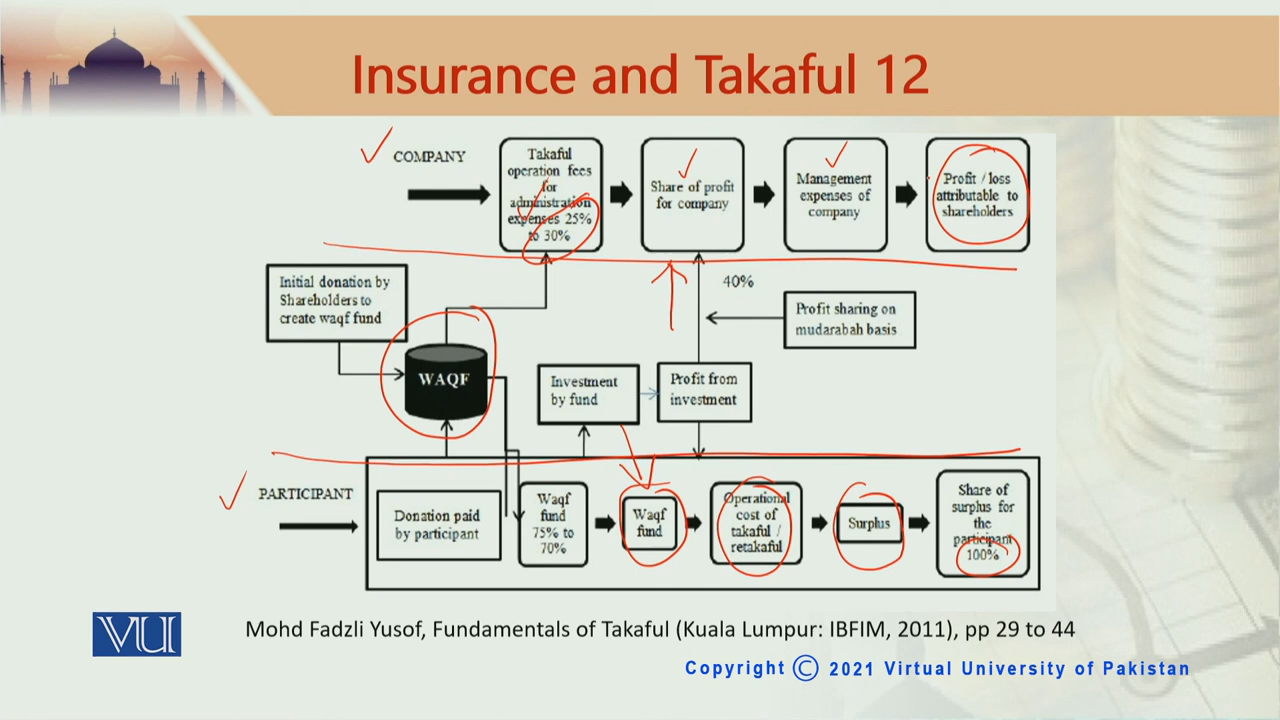 Insurance and Takaful 12
COMPANY
Takaful
operation fees
for
administration
expenses 25%
to 30%
Share of profit
for company
Management
expenses of
company
Profit / loss
attributable to
shareholders
Initial donation by
Shareholders to
create waqf fund
40%
Profit sharing on
mudarabah basis
WAQF
Investment
by fund
Profit from
investment
PARTICIPANT
Donation paid
by participant
Waqf
fund
75% to
70%
Waqf
fund
Operational
cost of
takaful /
retakaful
Surplus
Share of
surplus for
the
participant
100%
VU
Mohd Fadzli Yusof, Fundamentals of Takaful (Kuala Lumpur: IBFIM, 2011), pp 29 to 44
Copyright © 2021 Virtual University of Pakistan